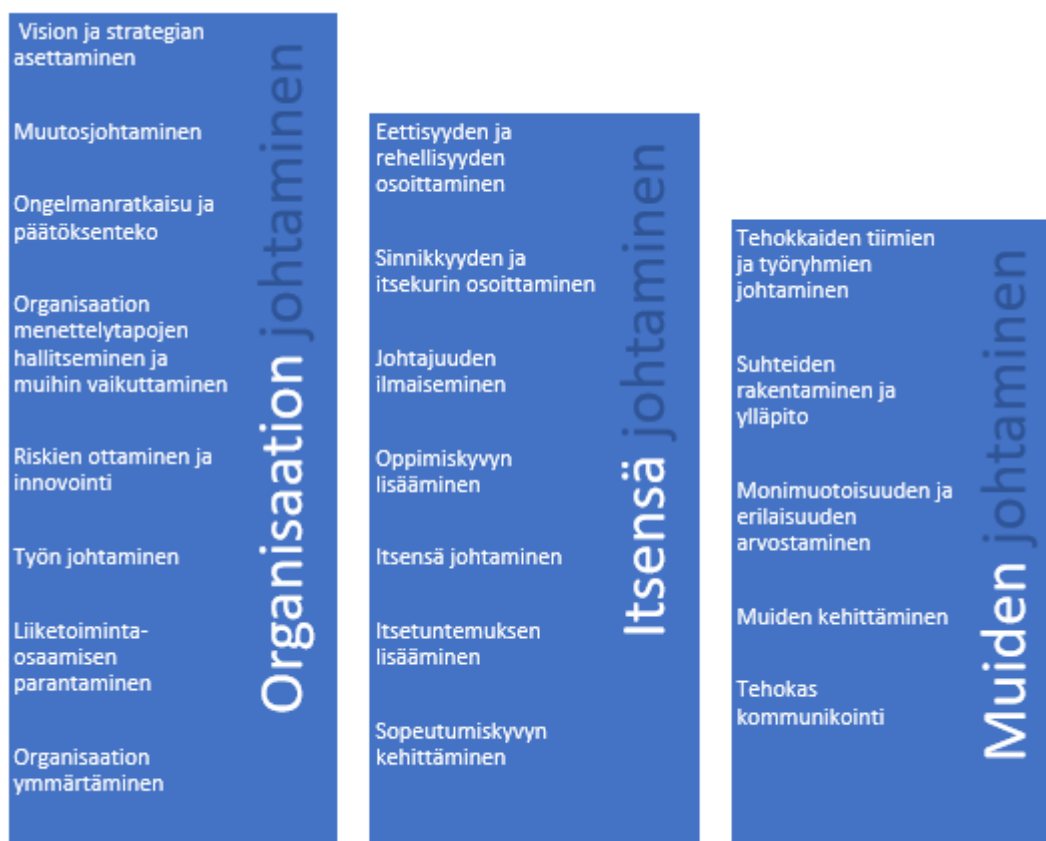 Vision ja strategian
asettaminen
Muutosjohtaminen
Ongelmanratkaisu ja
päätöksenteko
Organisaation
menettelytapojen
hallitseminen ja
muihin vaikuttaminen
Riskien ottaminen ja
innovointi
Työn johtaminen
Liiketoiminta-
osaamisen
parantaminen
Organisaation
ymmärtäminen
Organisaation johtaminen
Eettisyyden ja
rehellisyyden
osoittaminen
Sinnikkyyden ja
itsekurin osoittaminen
Johtajuuden
ilmaiseminen
Oppimiskyvyn
lisääminen
Itsensä johtaminen
Itsetuntemuksen
lisääminen
Sopeutumiskyvyn
kehittäminen
Itsensä johtaminen
Tehokkaiden tiimien
ja työryhmien
johtaminen
Suhteiden
rakentaminen ja
ylläpito
Monimuotoisuuden ja
erilaisuuden
arvostaminen
Muiden kehittäminen
Tehokas
kommunikointi
Muiden johtaminen